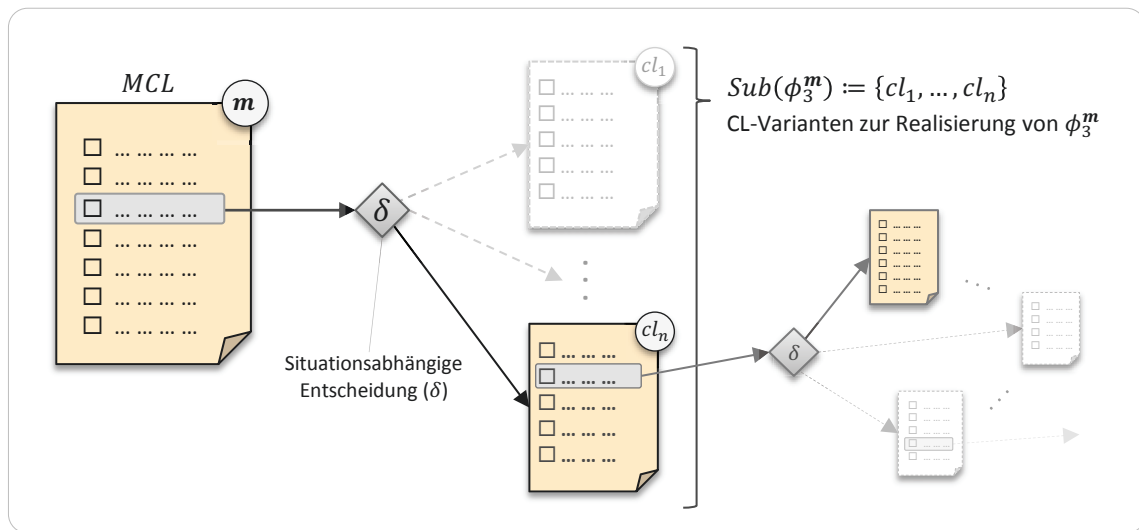 MCL
m
☐ ... ... ... ...
☐ ... ... ... ...
☐ ... ... ... ...
☐ ... ... ... ...
☐ ... ... ... ...
☐ ... ... ... ...
☐ ... ... ... ...
δ
Situationsabhängige
Entscheidung (δ)
cl₁
☐ ... ... ...
☐ ... ... ...
☐ ... ... ...
☐ ... ... ...
☐ ... ... ...
⋮
clₙ
☐ ... ... ...
☐ ... ... ...
☐ ... ... ...
☐ ... ... ...
☐ ... ... ...
Sub(ϕ₃ᵐ) ≔ {cl₁, … , clₙ}
CL-Varianten zur Realisierung von ϕ₃ᵐ
δ
☐ ... ... ...
☐ ... ... ...
☐ ... ... ...
☐ ... ... ...
☐ ... ... ...
☐ ... ... ...
...
☐ ... ... ...
☐ ... ... ...
☐ ... ... ...
☐ ... ... ...
...
☐ ... ... ...
☐ ... ... ...
☐ ... ... ...
☐ ... ... ...
☐ ... ... ...